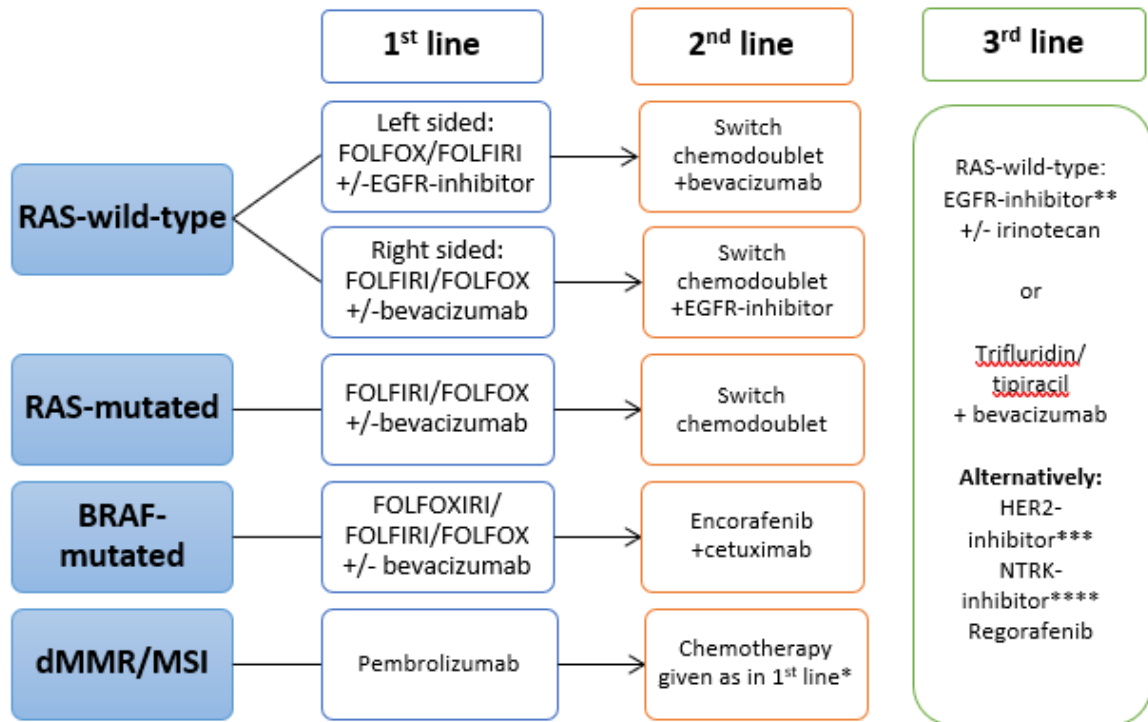 1st line
2nd line
3rd line
RAS-wild-type
Left sided:
FOLFOX/FOLFIRI
+/-EGFR-inhibitor
Switch
chemodoublet
+bevacizumab
Right sided:
FOLFIRI/FOLFOX
+/-bevacizumab
Switch
chemodoublet
+EGFR-inhibitor
RAS-mutated
FOLFIRI/FOLFOX
+/-bevacizumab
Switch
chemodoublet
BRAF-
mutated
FOLFOXIRI/
FOLFIRI/FOLFOX
+/- bevacizumab
Encorafenib
+cetuximab
dMMR/MSI
Pembrolizumab
Chemotherapy
given as in 1st line*
RAS-wild-type:
EGFR-inhibitor**
+/- irinotecan
or
Trifluridin/
tipiracil
+ bevacizumab
Alternatively:
HER2-
inhibitor***
NTRK-
inhibitor****
Regorafenib